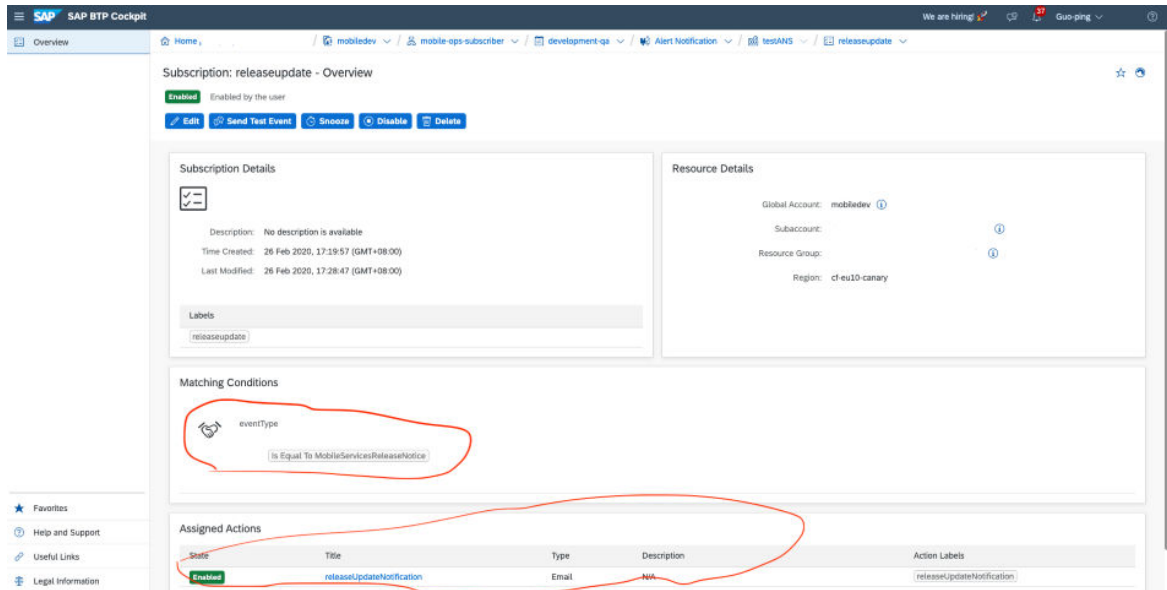 SAP SAP BTP Cockpit
We are hiring! 37 Guo-ping
Overview
Home / mobiledev / mobile-ops-subscriber / development-qa / Alert Notification / testANS / releaseupdate
Subscription: releaseupdate - Overview
Enabled Enabled by the user
Edit Send Test Event Snooze Disable Delete
Subscription Details
Description: No description is available
Time Created: 26 Feb 2020, 17:19:57 (GMT+08:00)
Last Modified: 26 Feb 2020, 17:28:47 (GMT+08:00)
Labels
releaseupdate
Resource Details
Global Account: mobiledev
Subaccount:
Resource Group:
Region: cf-eu10-canary
Matching Conditions
eventType
Is Equal To MobileServicesReleaseNotice
Assigned Actions
State Title Type Description Action Labels
Enabled releaseUpdateNotification Email N/A releaseUpdateNotification
Favorites
Help and Support
Useful Links
Legal Information